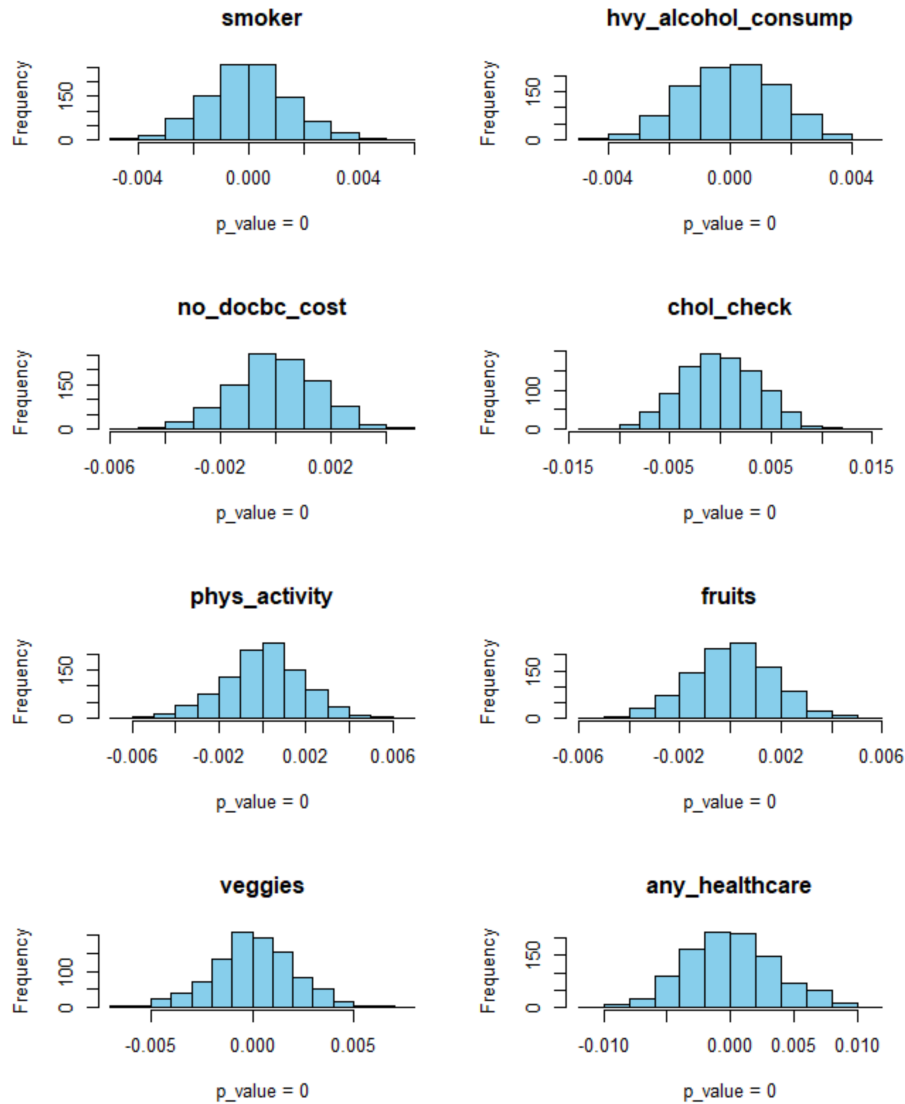 smoker
Frequency
0 150
-0.004 0.000 0.004
p_value = 0
hvy_alcohol_consump
Frequency
0 150
-0.004 0.000 0.004
p_value = 0
no_docbc_cost
Frequency
0 150
-0.006 -0.002 0.002
p_value = 0
chol_check
Frequency
0 100
-0.015 -0.005 0.005 0.015
p_value = 0
phys_activity
Frequency
0 150
-0.006 -0.002 0.002 0.006
p_value = 0
fruits
Frequency
0 150
-0.006 -0.002 0.002 0.006
p_value = 0
veggies
Frequency
0 100
-0.005 0.000 0.005
p_value = 0
any_healthcare
Frequency
0 150
-0.010 0.000 0.005 0.010
p_value = 0